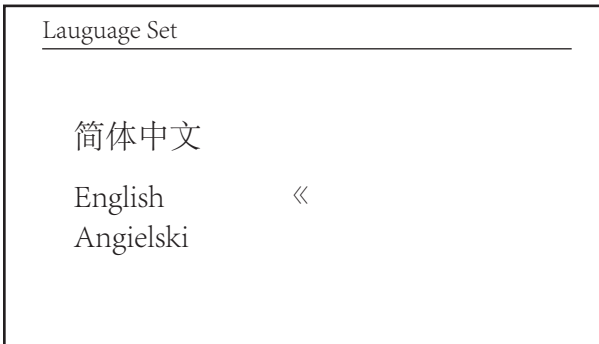 Lauguage Set
简体中文
English 《
Angielski